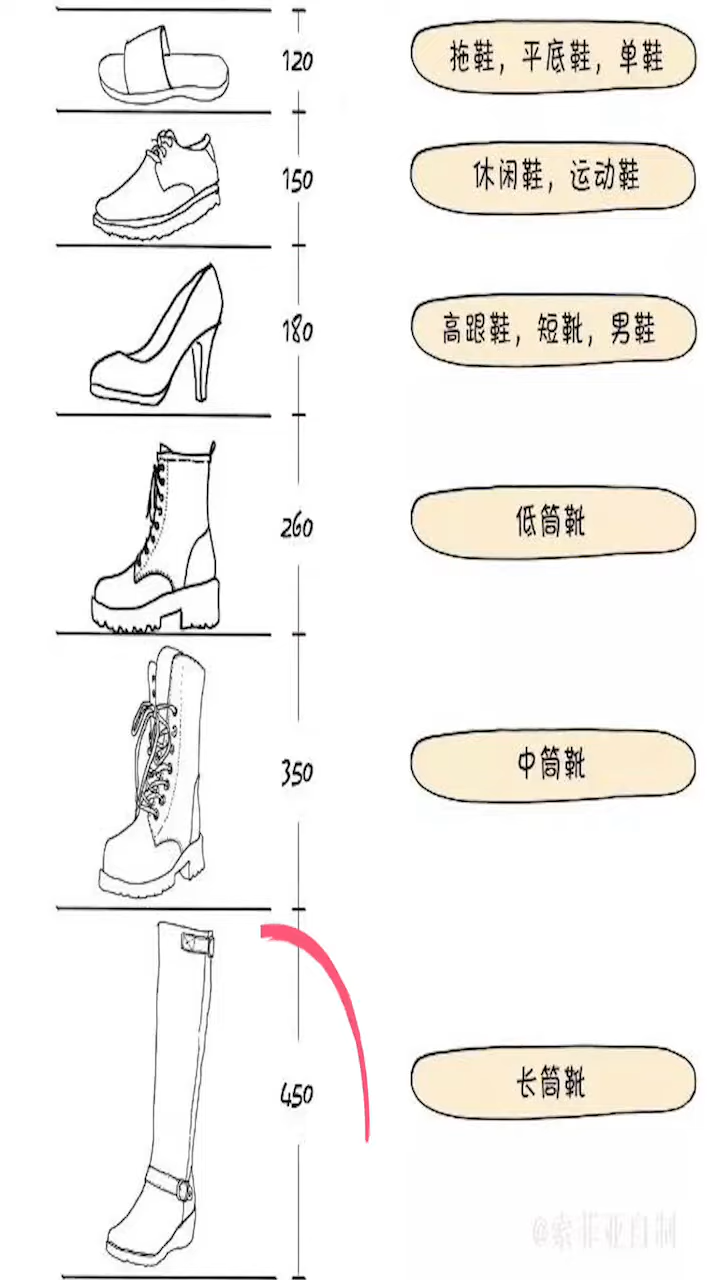 120
拖鞋，平底鞋，单鞋
150
休闲鞋，运动鞋
180
高跟鞋，短靴，男鞋
260
低筒靴
350
中筒靴
450
长筒靴
@索菲亚自制